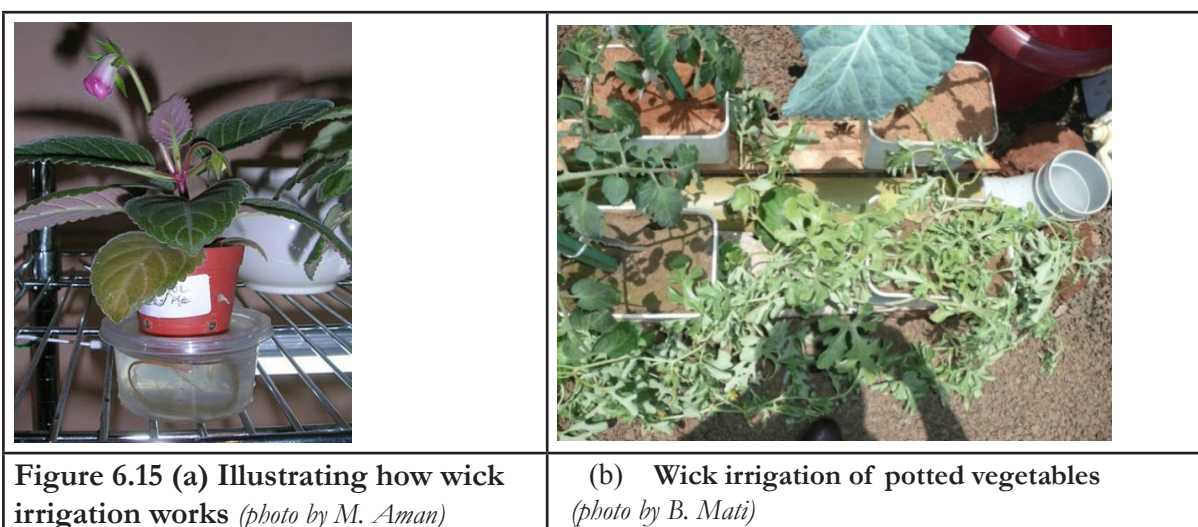 Figure 6.15 (a) Illustrating how wick
irrigation works (photo by M. Aman)
(b) Wick irrigation of potted vegetables
(photo by B. Mati)